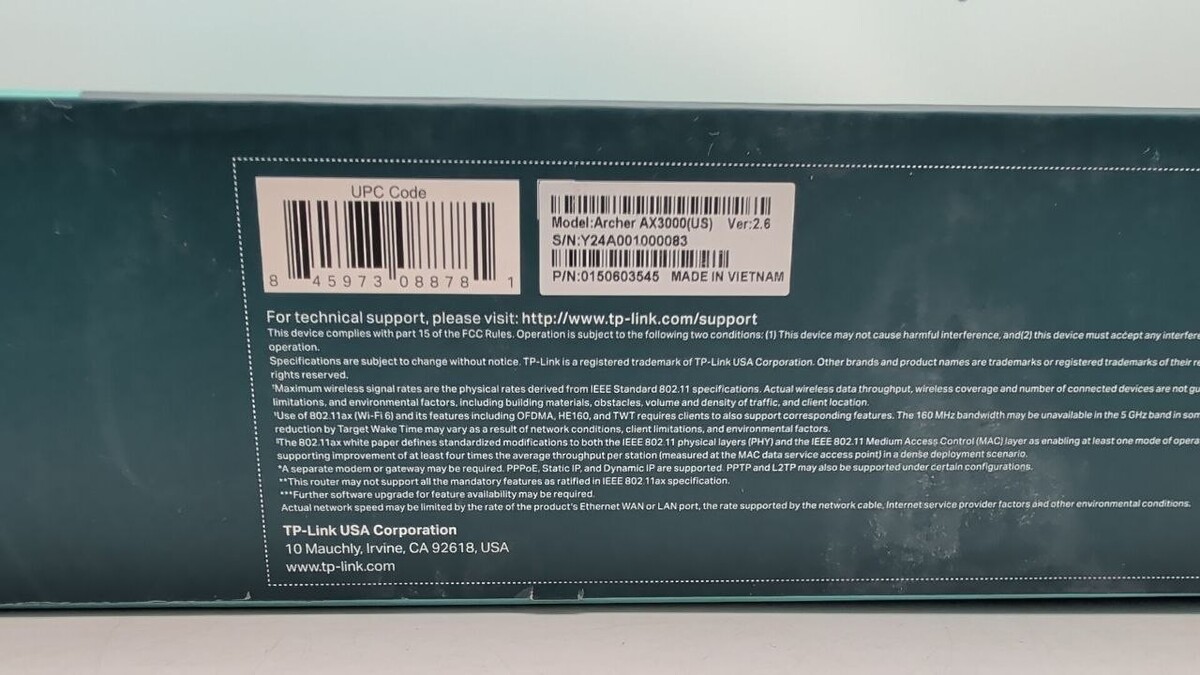 UPC Code
8 45973 08878 1
Model:Archer AX3000(US) Ver:2.6
S/N:Y24A001000083
P/N:0150603545 MADE IN VIETNAM
For technical support, please visit: http://www.tp-link.com/support
This device complies with part 15 of the FCC Rules. Operation is subject to the following two conditions: (1) This device may not cause harmful interference, and(2) this device must accept any interfere
operation.
Specifications are subject to change without notice. TP-Link is a registered trademark of TP-Link USA Corporation. Other brands and product names are trademarks or registered trademarks of their re
rights reserved.
†Maximum wireless signal rates are the physical rates derived from IEEE Standard 802.11 specifications. Actual wireless data throughput, wireless coverage and number of connected devices are not gu
limitations, and environmental factors, including building materials, obstacles, volume and density of traffic, and client location.
‡Use of 802.11ax (Wi-Fi 6) and its features including OFDMA, HE160, and TWT requires clients to also support corresponding features. The 160 MHz bandwidth may be unavailable in the 5 GHz band in som
reduction by Target Wake Time may vary as a result of network conditions, client limitations, and environmental factors.
§The 802.11ax white paper defines standardized modifications to both the IEEE 802.11 physical layers (PHY) and the IEEE 802.11 Medium Access Control (MAC) layer as enabling at least one mode of opera
supporting improvement of at least four times the average throughput per station (measured at the MAC data service access point) in a dense deployment scenario.
*A separate modem or gateway may be required. PPPoE, Static IP, and Dynamic IP are supported. PPTP and L2TP may also be supported under certain configurations.
**This router may not support all the mandatory features as ratified in IEEE 802.11ax specification.
***Further software upgrade for feature availability may be required.
Actual network speed may be limited by the rate of the product's Ethernet WAN or LAN port, the rate supported by the network cable, Internet service provider factors and other environmental conditions.
TP-Link USA Corporation
10 Mauchly, Irvine, CA 92618, USA
www.tp-link.com